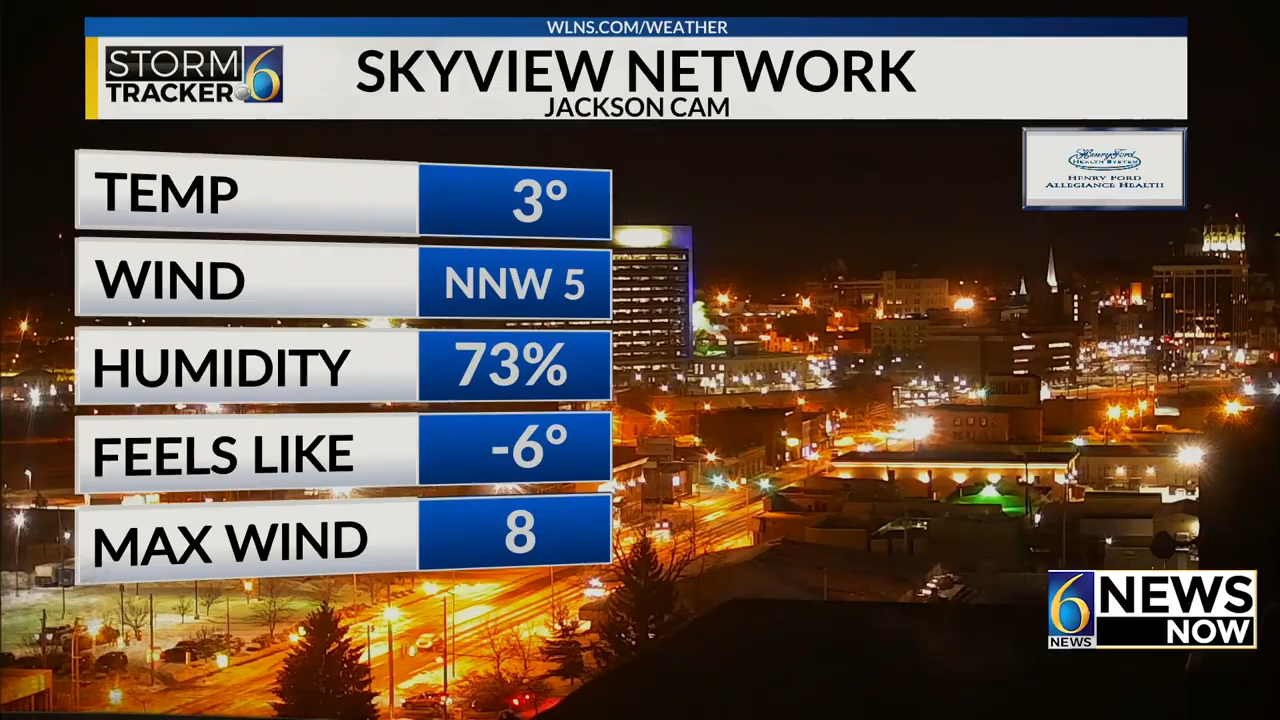 WLNS.COM/WEATHER
STORM
TRACKER 6
SKYVIEW NETWORK
JACKSON CAM
Henry Ford
HEALTH SYSTEM
HENRY FORD
ALLEGIANCE HEALTH
TEMP 3°
WIND NNW 5
HUMIDITY 73%
FEELS LIKE -6°
MAX WIND 8
6 NEWS
NEWS NOW